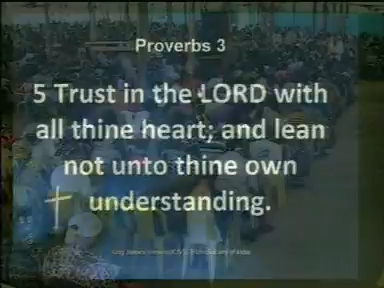 Proverbs 3
5 Trust in the LORD with
all thine heart; and lean
not unto thine own
understanding.